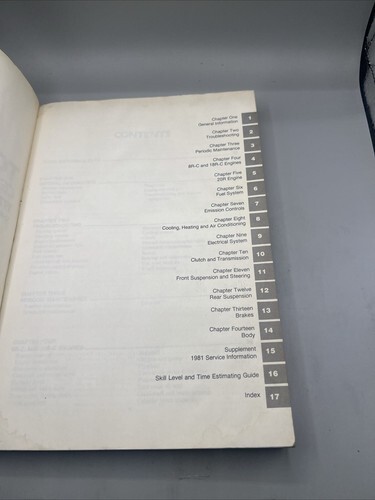 Chapter One 1
General Information
Chapter Two 2
Troubleshooting
Chapter Three 3
Periodic Maintenance
Chapter Four 4
8R-C and 18R-C Engines
Chapter Five 5
20R Engine
Chapter Six 6
Fuel System
Chapter Seven 7
Emission Controls
Chapter Eight 8
Cooling, Heating and Air Conditioning
Chapter Nine 9
Electrical System
Chapter Ten 10
Clutch and Transmission
Chapter Eleven 11
Front Suspension and Steering
Chapter Twelve 12
Rear Suspension
Chapter Thirteen 13
Brakes
Chapter Fourteen 14
Body
Supplement 15
1981 Service Information
Skill Level and Time Estimating Guide 16
Index 17